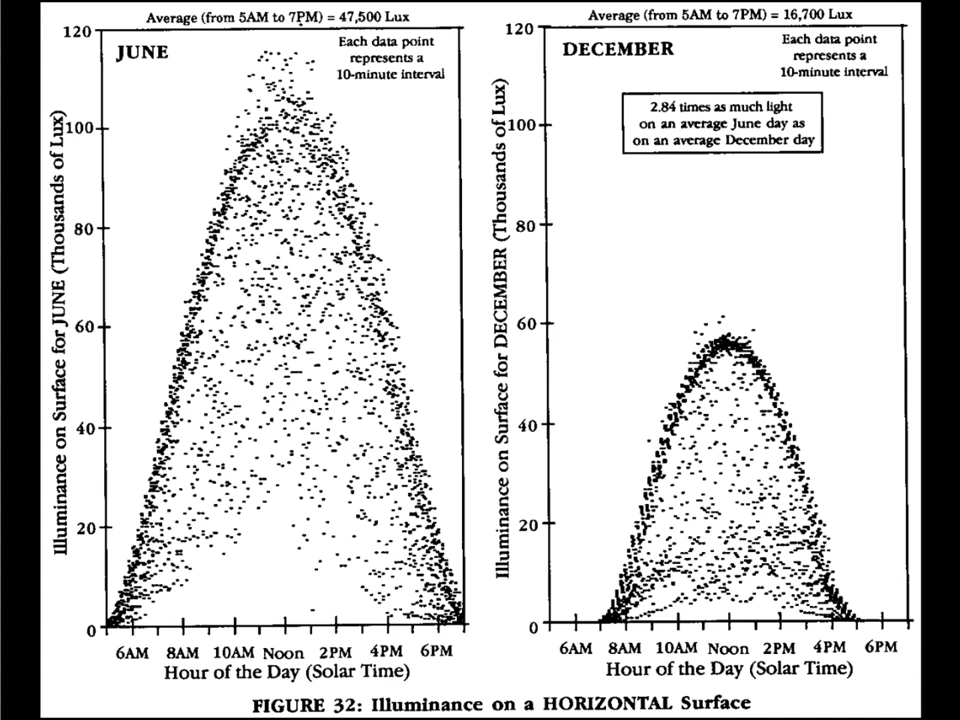 Average (from 5AM to 7PM) = 47,500 Lux
JUNE
Each data point
represents a
10-minute interval
Illuminance on Surface for JUNE (Thousands of Lux)
120
100
80
60
40
20
0
6AM 8AM 10AM Noon 2PM 4PM 6PM
Hour of the Day (Solar Time)
Average (from 5AM to 7PM) = 16,700 Lux
DECEMBER
Each data point
represents a
10-minute interval
2.84 times as much light
on an average June day as
on an average December day
Illuminance on Surface for DECEMBER (Thousands of Lux)
120
100
80
60
40
20
0
6AM 8AM 10AM Noon 2PM 4PM 6PM
Hour of the Day (Solar Time)
FIGURE 32: Illuminance on a HORIZONTAL Surface